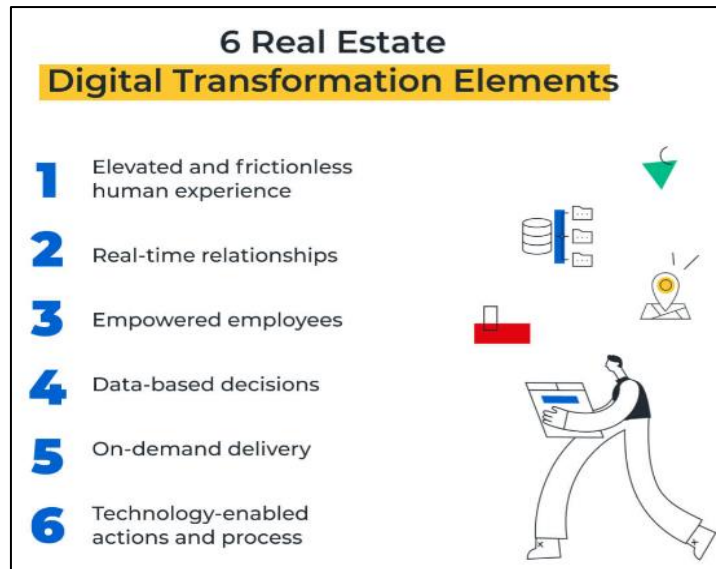 6 Real Estate
Digital Transformation Elements
1 Elevated and frictionless
human experience
2 Real-time relationships
3 Empowered employees
4 Data-based decisions
5 On-demand delivery
6 Technology-enabled
actions and process